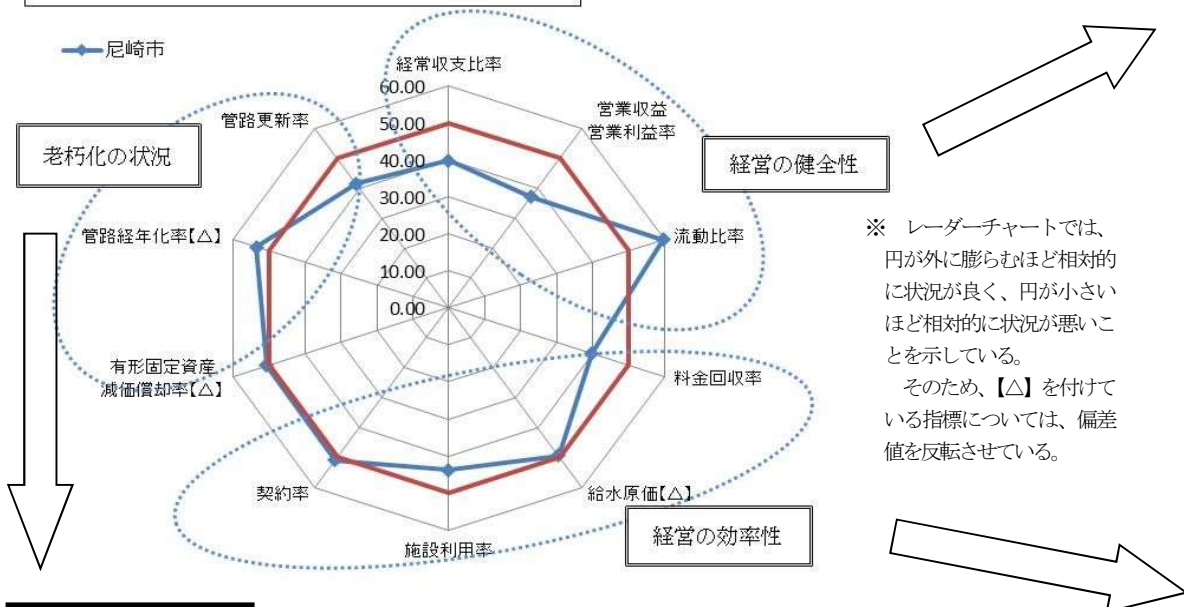 尼崎市
経常収支比率
60.00
50.00
40.00
30.00
20.00
10.00
0.00
営業収益
営業利益率
流動比率
料金回収率
給水原価【△】
施設利用率
契約率
有形固定資産
減価償却率【△】
管路経年化率【△】
管路更新率
老朽化の状況
経営の健全性
経営の効率性
※　レーダーチャートでは、
円が外に膨らむほど相対的
に状況が良く、円が小さい
ほど相対的に状況が悪いこ
とを示している。
そのため、【△】を付けて
いる指標については、偏差
値を反転させている。